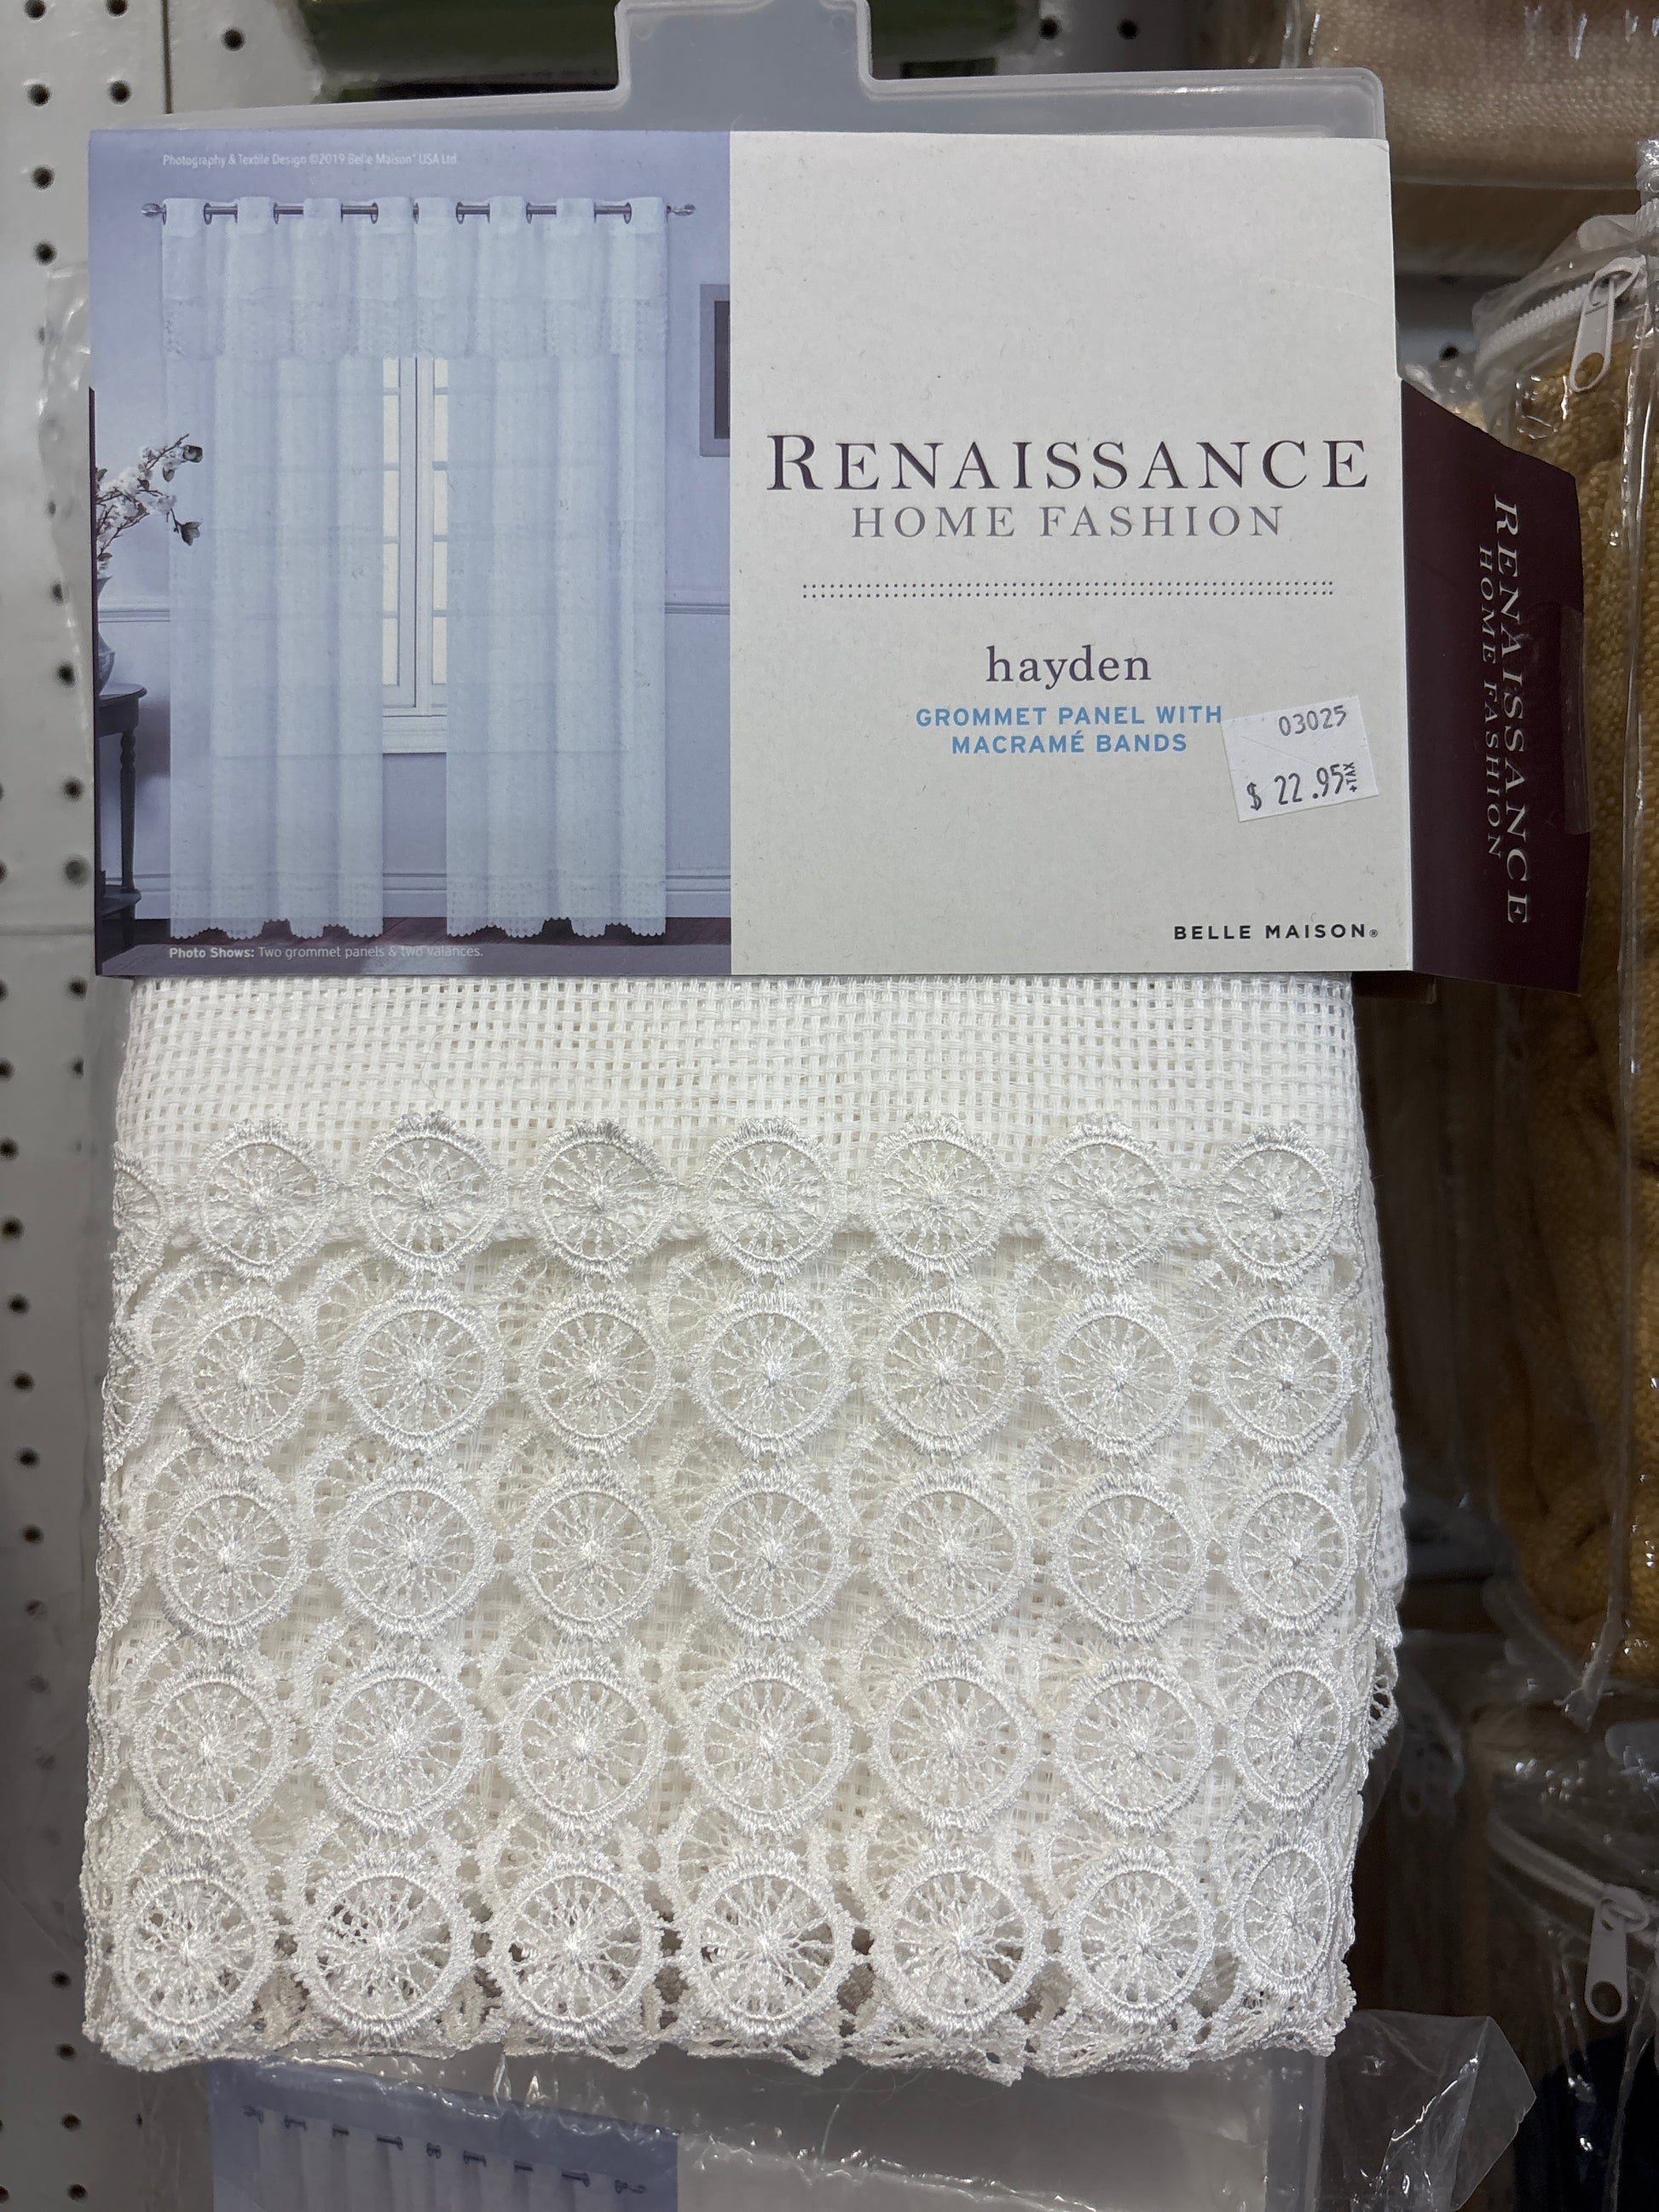 Photography & Textile Design ©2019 Belle Maison® USA Ltd.
RENAISSANCE
HOME FASHION
hayden
GROMMET PANEL WITH
MACRAMÉ BANDS
03025
$ 22.95 +TAX
BELLE MAISON®
Photo Shows: Two grommet panels & two valances.
RENAISSANCE
HOME FASHION